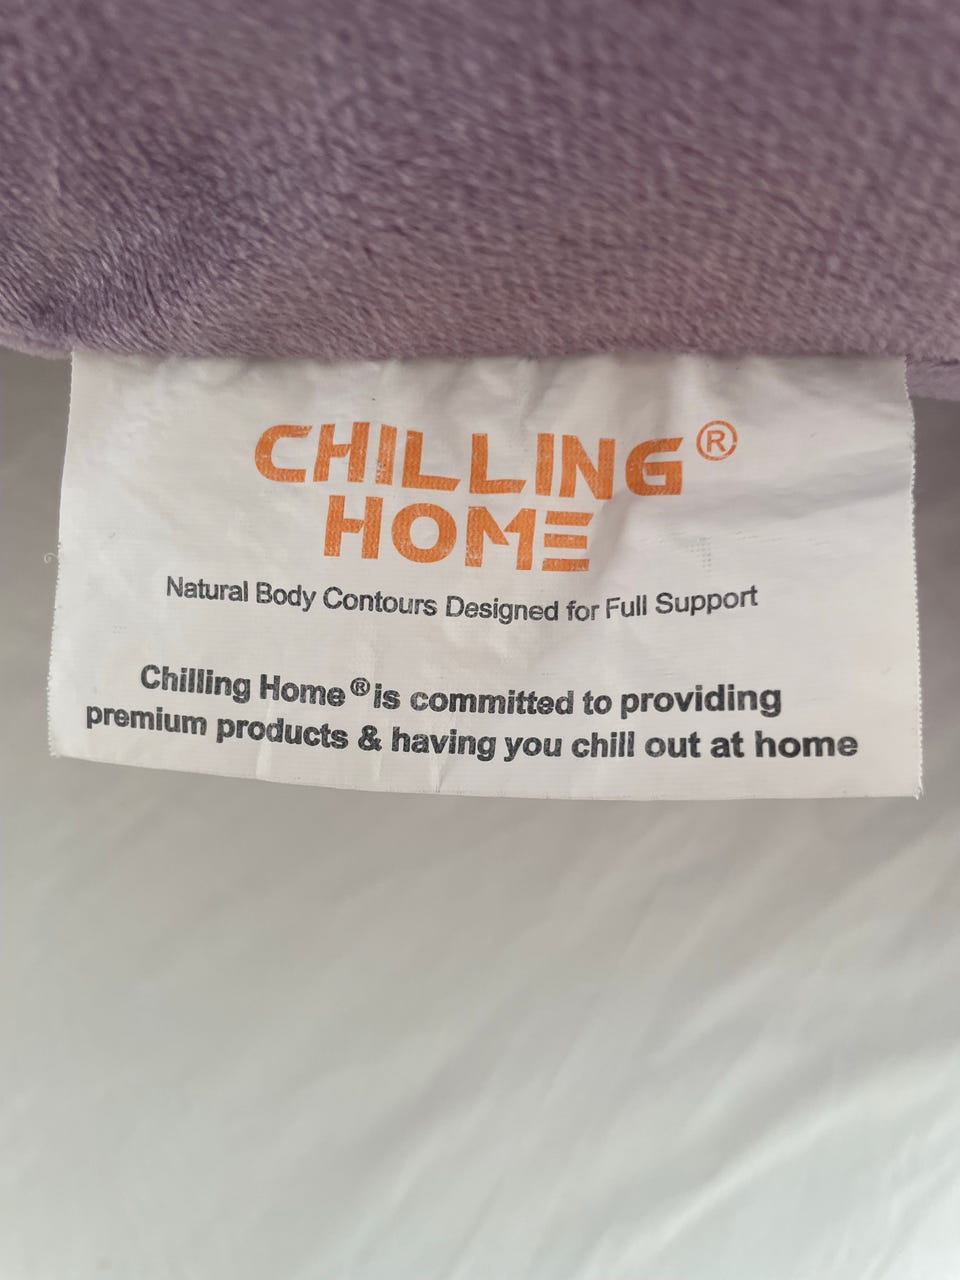 CHILLING®
HOME
Natural Body Contours Designed for Full Support
Chilling Home® is committed to providing
premium products & having you chill out at home